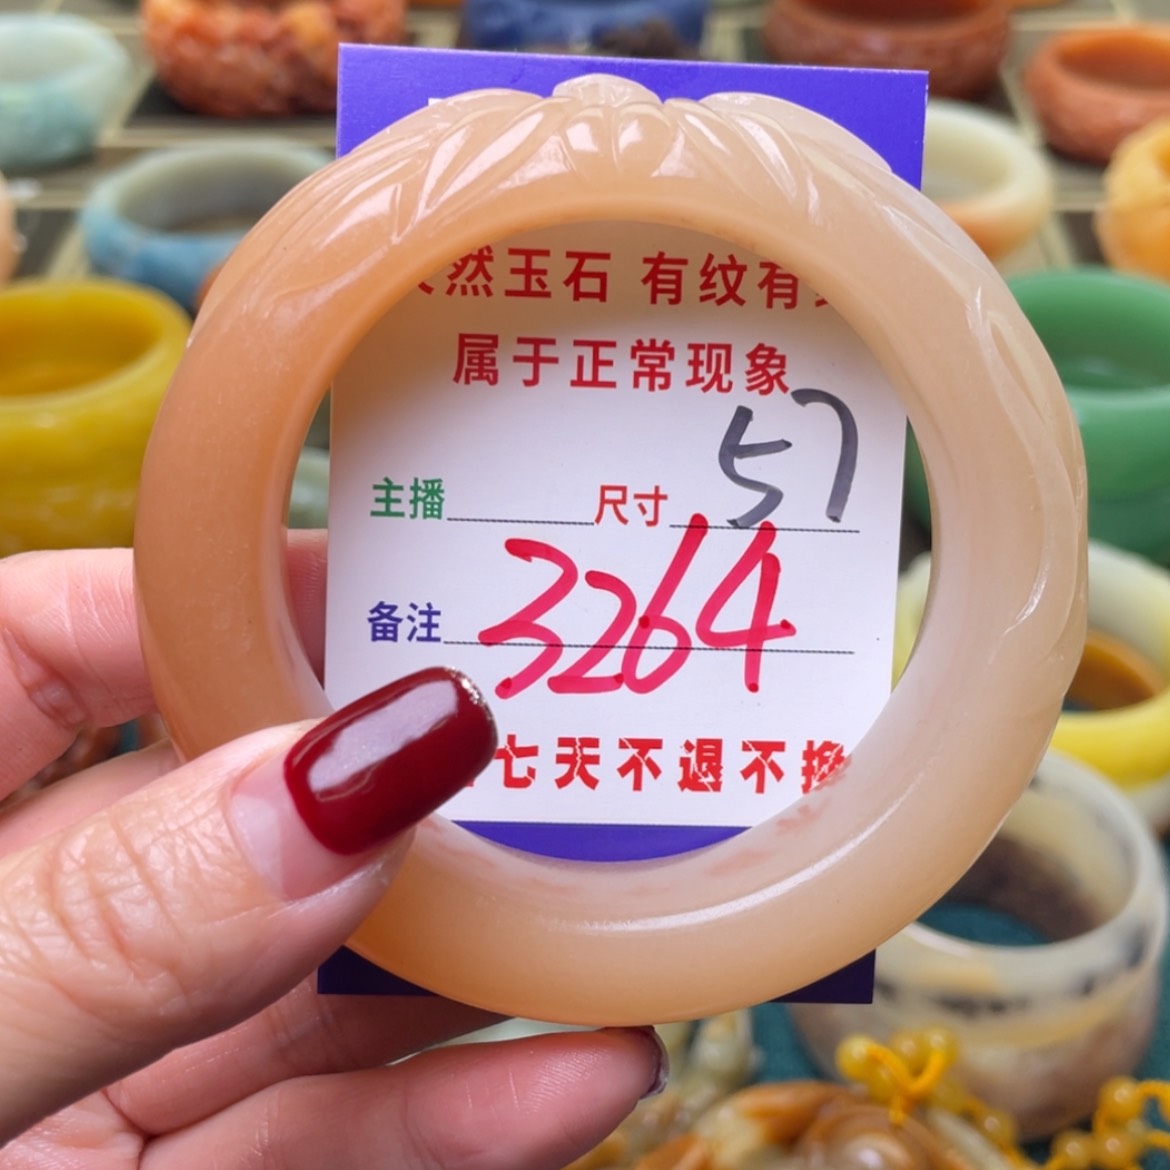 然玉石 有纹有
属于正常现象
主播 尺寸 57
备注 3264
七天不退不换